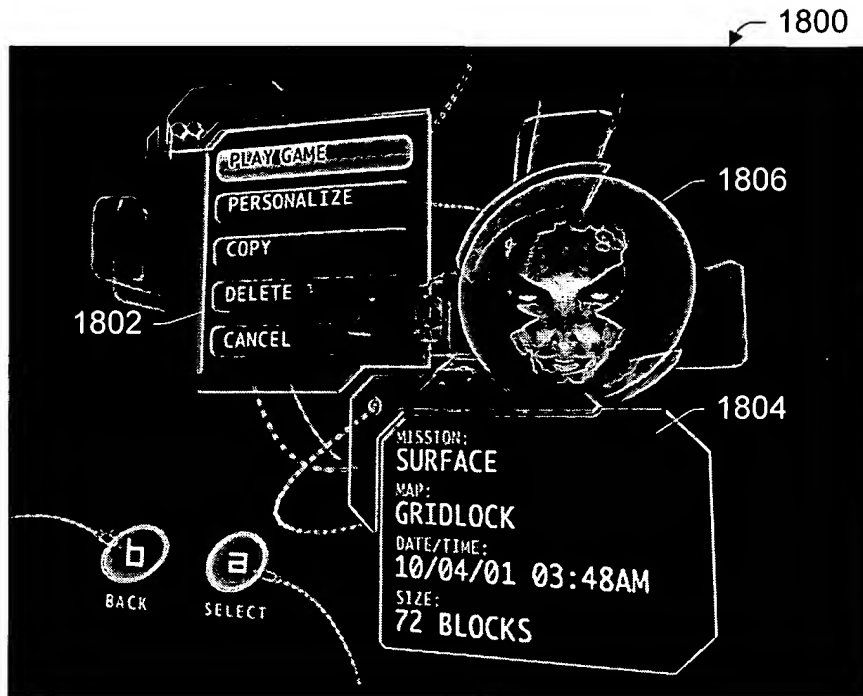 1800
PLAY GAME
PERSONALIZE
COPY
DELETE
CANCEL
1802
1806
1804
MISSION:
SURFACE
MAP:
GRIDLOCK
DATE/TIME:
10/04/01 03:48AM
SIZE:
72 BLOCKS
b
BACK
a
SELECT